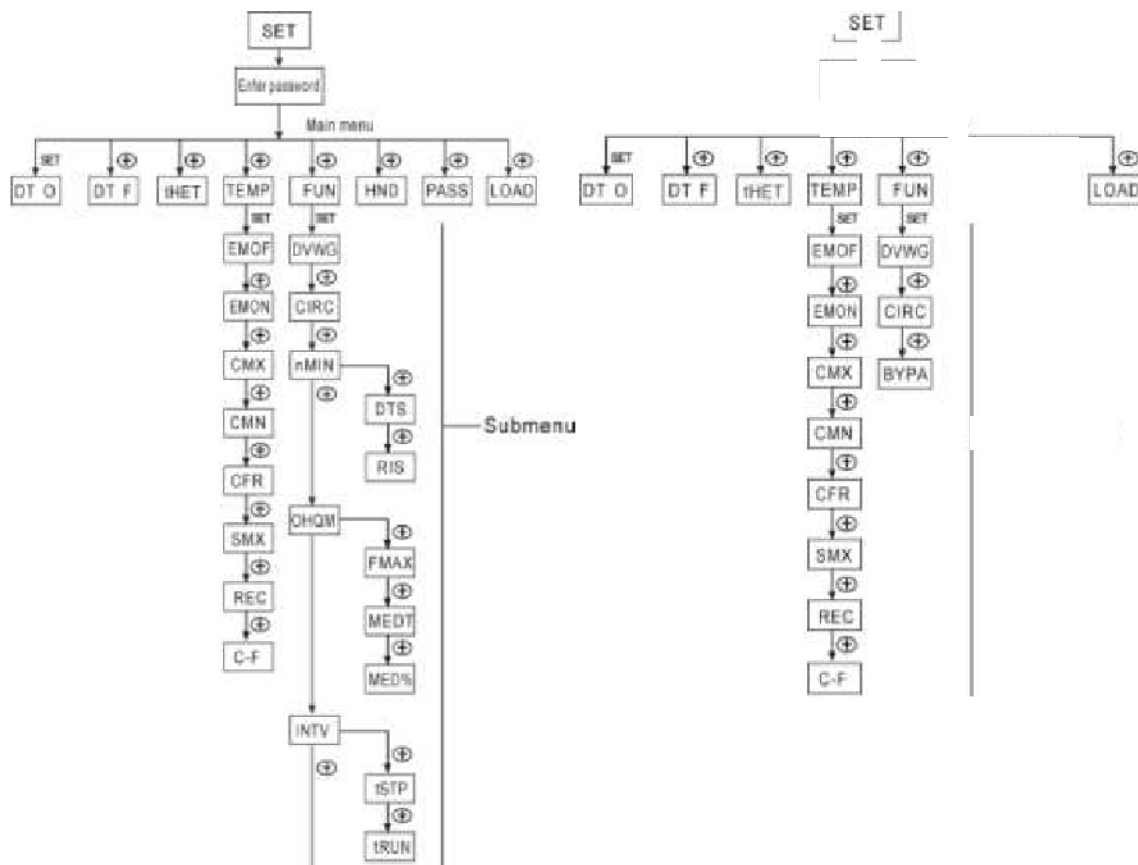 SET
SET
Enter password
Main menu
SET
SET
DT O DT F tHET TEMP FUN HND PASS LOAD
DT O DT F tHET TEMP FUN LOAD
SET SET
SET SET
EMOF DVWG
EMOF DVWG
EMON CIRC
EMON CIRC
CMX nMIN
CMX BYPA
DTS
CMN
CMN
Submenu
RIS
CFR
CFR
OHQM
SMX
SMX
FMAX
REC
REC
MEDT
C-F
MED%
C-F
INTV
tSTP
tRUN